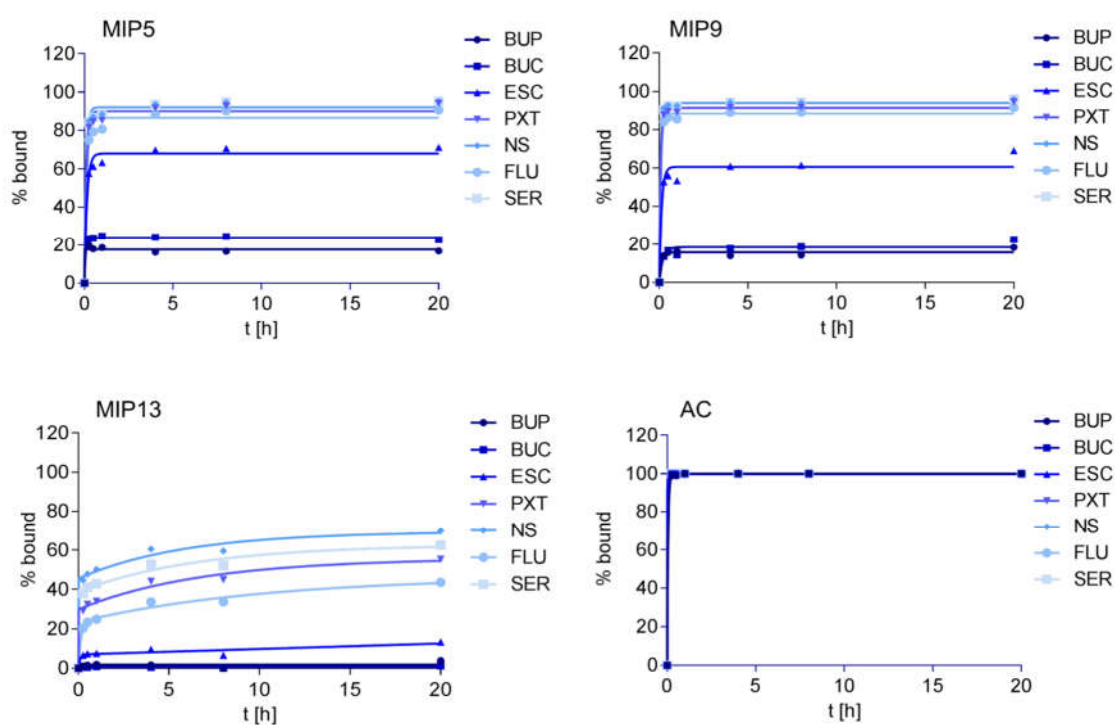 MIP5
120
100
80
60
40
20
0
% bound
0 5 10 15 20
t [h]
BUP
BUC
ESC
PXT
NS
FLU
SER
MIP9
120
100
80
60
40
20
0
% bound
0 5 10 15 20
t [h]
BUP
BUC
ESC
PXT
NS
FLU
SER
MIP13
120
100
80
60
40
20
0
% bound
0 5 10 15 20
t [h]
BUP
BUC
ESC
PXT
NS
FLU
SER
AC
120
100
80
60
40
20
0
% bound
0 5 10 15 20
t [h]
BUP
BUC
ESC
PXT
NS
FLU
SER